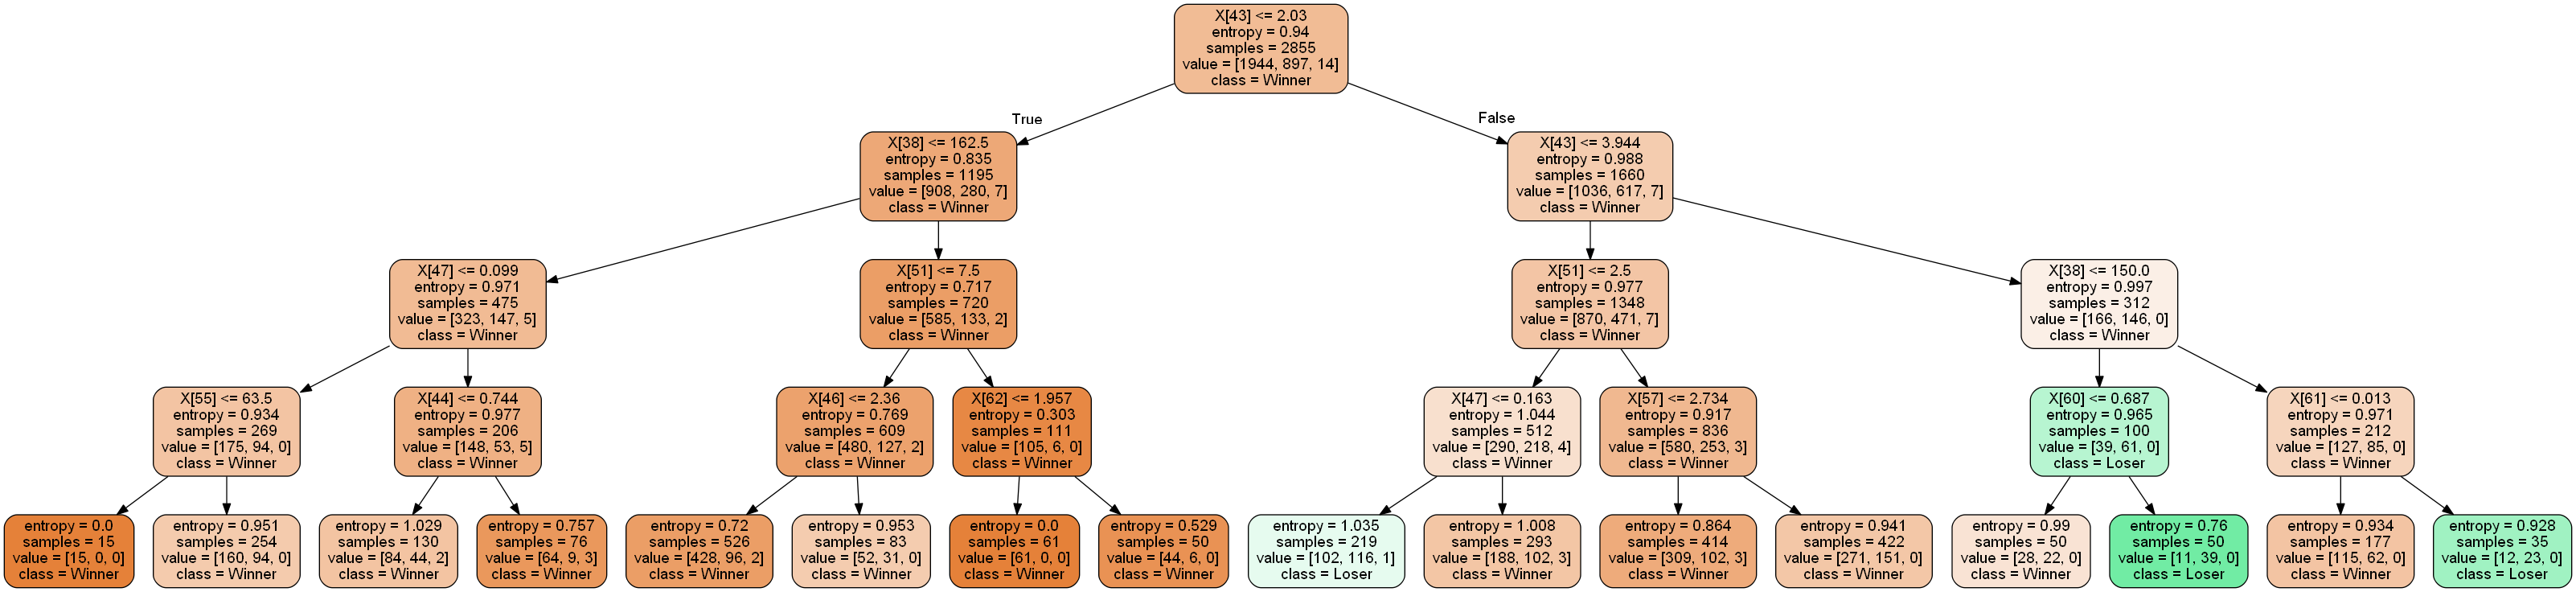 X[43] <= 2.03
entropy = 0.94
samples = 2855
value = [1944, 897, 14]
class = Winner
True
False
X[38] <= 162.5
entropy = 0.835
samples = 1195
value = [908, 280, 7]
class = Winner
X[43] <= 3.944
entropy = 0.988
samples = 1660
value = [1036, 617, 7]
class = Winner
X[47] <= 0.099
entropy = 0.971
samples = 475
value = [323, 147, 5]
class = Winner
X[51] <= 7.5
entropy = 0.717
samples = 720
value = [585, 133, 2]
class = Winner
X[51] <= 2.5
entropy = 0.977
samples = 1348
value = [870, 471, 7]
class = Winner
X[38] <= 150.0
entropy = 0.997
samples = 312
value = [166, 146, 0]
class = Winner
X[55] <= 63.5
entropy = 0.934
samples = 269
value = [175, 94, 0]
class = Winner
X[44] <= 0.744
entropy = 0.977
samples = 206
value = [148, 53, 5]
class = Winner
X[46] <= 2.36
entropy = 0.769
samples = 609
value = [480, 127, 2]
class = Winner
X[62] <= 1.957
entropy = 0.303
samples = 111
value = [105, 6, 0]
class = Winner
X[47] <= 0.163
entropy = 1.044
samples = 512
value = [290, 218, 4]
class = Winner
X[57] <= 2.734
entropy = 0.917
samples = 836
value = [580, 253, 3]
class = Winner
X[60] <= 0.687
entropy = 0.965
samples = 100
value = [39, 61, 0]
class = Loser
X[61] <= 0.013
entropy = 0.971
samples = 212
value = [127, 85, 0]
class = Winner
entropy = 0.0
samples = 15
value = [15, 0, 0]
class = Winner
entropy = 0.951
samples = 254
value = [160, 94, 0]
class = Winner
entropy = 1.029
samples = 130
value = [84, 44, 2]
class = Winner
entropy = 0.757
samples = 76
value = [64, 9, 3]
class = Winner
entropy = 0.72
samples = 526
value = [428, 96, 2]
class = Winner
entropy = 0.953
samples = 83
value = [52, 31, 0]
class = Winner
entropy = 0.0
samples = 61
value = [61, 0, 0]
class = Winner
entropy = 0.529
samples = 50
value = [44, 6, 0]
class = Winner
entropy = 1.035
samples = 219
value = [102, 116, 1]
class = Loser
entropy = 1.008
samples = 293
value = [188, 102, 3]
class = Winner
entropy = 0.864
samples = 414
value = [309, 102, 3]
class = Winner
entropy = 0.941
samples = 422
value = [271, 151, 0]
class = Winner
entropy = 0.99
samples = 50
value = [28, 22, 0]
class = Winner
entropy = 0.76
samples = 50
value = [11, 39, 0]
class = Loser
entropy = 0.934
samples = 177
value = [115, 62, 0]
class = Winner
entropy = 0.928
samples = 35
value = [12, 23, 0]
class = Loser